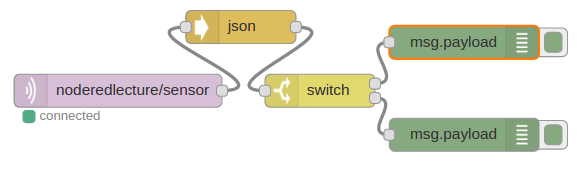 json
msg.payload
noderedlecture/sensor
switch
connected
msg.payload